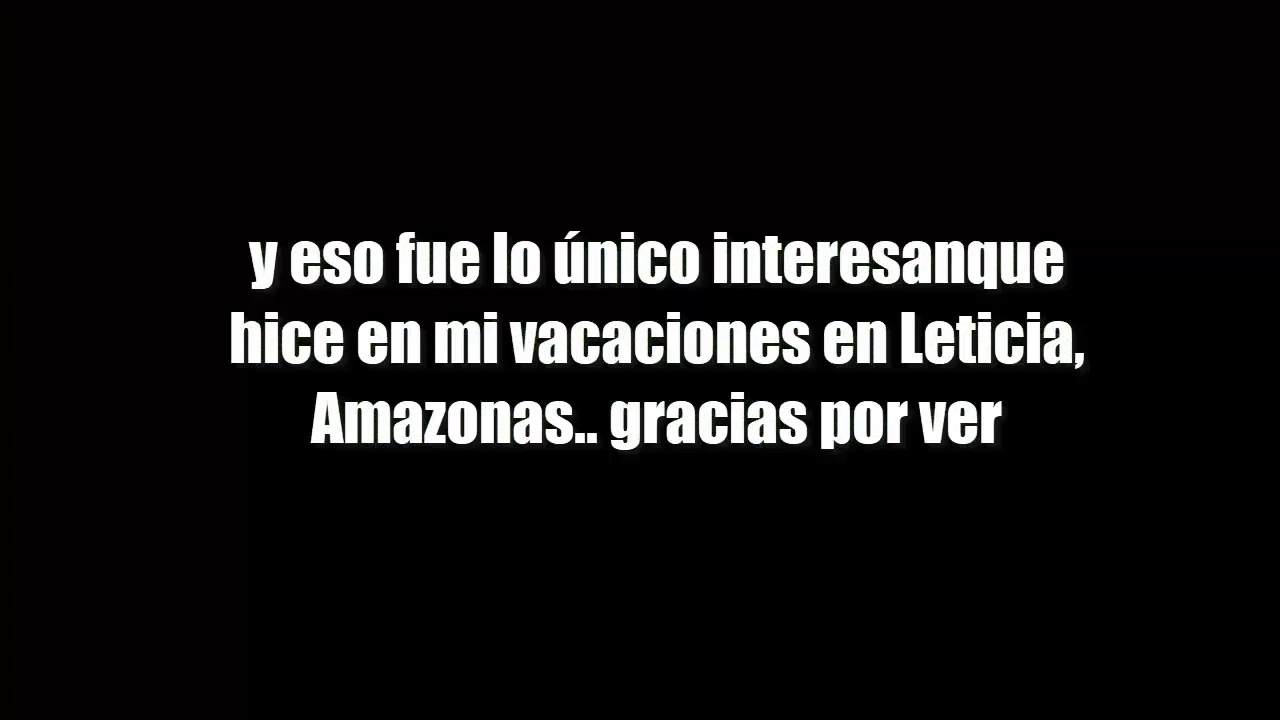 y eso fue lo único interesanque
hice en mi vacaciones en Leticia,
Amazonas.. gracias por ver